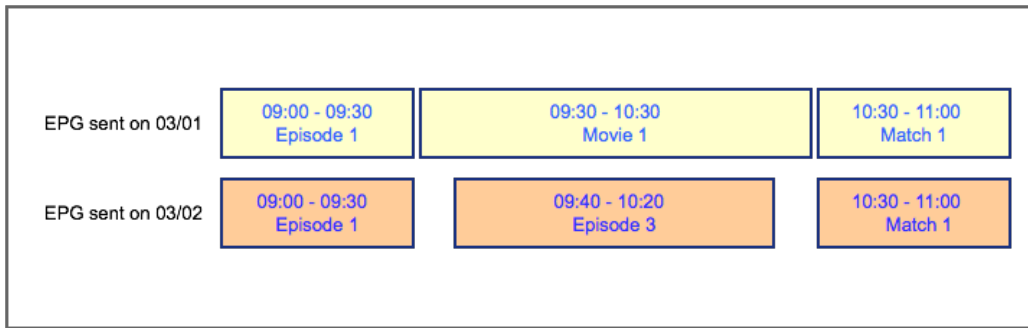 EPG sent on 03/01
09:00 - 09:30
Episode 1
09:30 - 10:30
Movie 1
10:30 - 11:00
Match 1
EPG sent on 03/02
09:00 - 09:30
Episode 1
09:40 - 10:20
Episode 3
10:30 - 11:00
Match 1